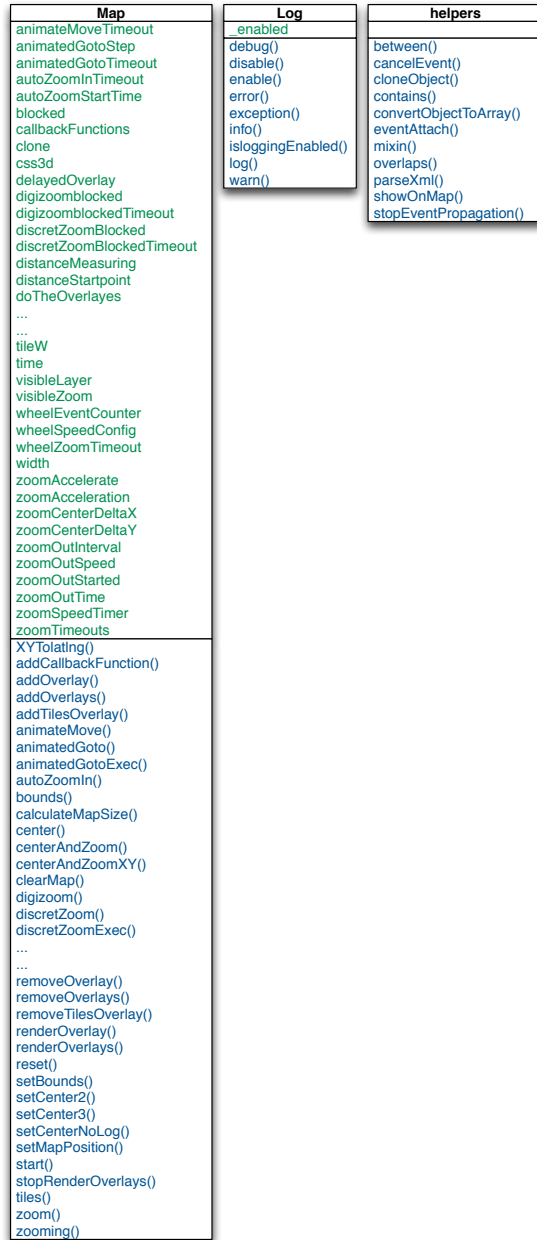 Map
animateMoveTimeout
animatedGotoStep
animatedGotoTimeout
autoZoomInTimeout
autoZoomStartTime
blocked
callbackFunctions
clone
css3d
delayedOverlay
digizoomblocked
digizoomblockedTimeout
discretZoomBlocked
discretZoomBlockedTimeout
distanceMeasuring
distanceStartpoint
doTheOverlayes
...
...
tileW
time
visibleLayer
visibleZoom
wheelEventCounter
wheelSpeedConfig
wheelZoomTimeout
width
zoomAccelerate
zoomAcceleration
zoomCenterDeltaX
zoomCenterDeltaY
zoomOutInterval
zoomOutSpeed
zoomOutStarted
zoomOutTime
zoomSpeedTimer
zoomTimeouts
XYTolatlng()
addCallbackFunction()
addOverlay()
addOverlays()
addTilesOverlay()
animateMove()
animatedGoto()
animatedGotoExec()
autoZoomIn()
bounds()
calculateMapSize()
center()
centerAndZoom()
centerAndZoomXY()
clearMap()
digizoom()
discretZoom()
discretZoomExec()
...
...
removeOverlay()
removeOverlays()
removeTilesOverlay()
renderOverlay()
renderOverlays()
reset()
setBounds()
setCenter2()
setCenter3()
setCenterNoLog()
setMapPosition()
start()
stopRenderOverlays()
tiles()
zoom()
zooming()
Log
_enabled
debug()
disable()
enable()
error()
exception()
info()
isloggingEnabled()
log()
warn()
helpers
between()
cancelEvent()
cloneObject()
contains()
convertObjectToArray()
eventAttach()
mixin()
overlaps()
parseXml()
showOnMap()
stopEventPropagation()